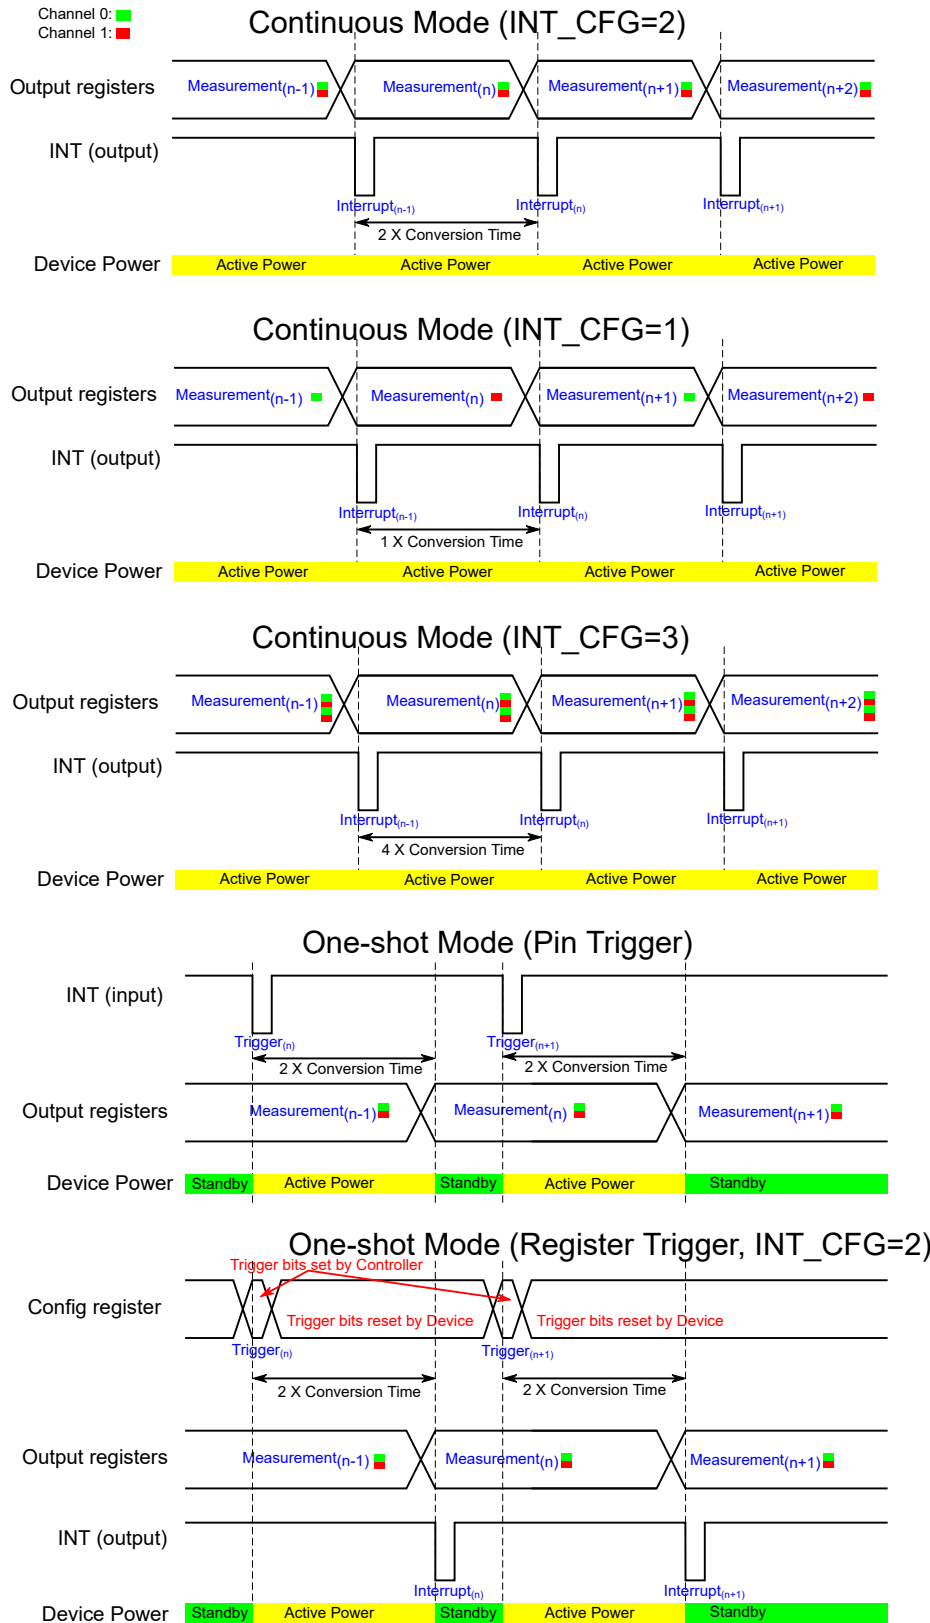 Channel 0:
Channel 1:
Continuous Mode (INT_CFG=2)
Output registers
Measurement(n-1)
Measurement(n)
Measurement(n+1)
Measurement(n+2)
INT (output)
Interrupt(n-1)
Interrupt(n)
Interrupt(n+1)
2 X Conversion Time
Device Power
Active Power
Active Power
Active Power
Active Power
Continuous Mode (INT_CFG=1)
Output registers
Measurement(n-1)
Measurement(n)
Measurement(n+1)
Measurement(n+2)
INT (output)
Interrupt(n-1)
Interrupt(n)
Interrupt(n+1)
1 X Conversion Time
Device Power
Active Power
Active Power
Active Power
Active Power
Continuous Mode (INT_CFG=3)
Output registers
Measurement(n-1)
Measurement(n)
Measurement(n+1)
Measurement(n+2)
INT (output)
Interrupt(n-1)
Interrupt(n)
Interrupt(n+1)
4 X Conversion Time
Device Power
Active Power
Active Power
Active Power
Active Power
One-shot Mode (Pin Trigger)
INT (input)
Trigger(n)
Trigger(n+1)
2 X Conversion Time
2 X Conversion Time
Output registers
Measurement(n-1)
Measurement(n)
Measurement(n+1)
Device Power
Standby
Active Power
Standby
Active Power
Standby
One-shot Mode (Register Trigger, INT_CFG=2)
Trigger bits set by Controller
Config register
Trigger bits reset by Device
Trigger bits reset by Device
Trigger(n)
Trigger(n+1)
2 X Conversion Time
2 X Conversion Time
Output registers
Measurement(n-1)
Measurement(n)
Measurement(n+1)
INT (output)
Interrupt(n)
Interrupt(n+1)
Device Power
Standby
Active Power
Standby
Active Power
Standby